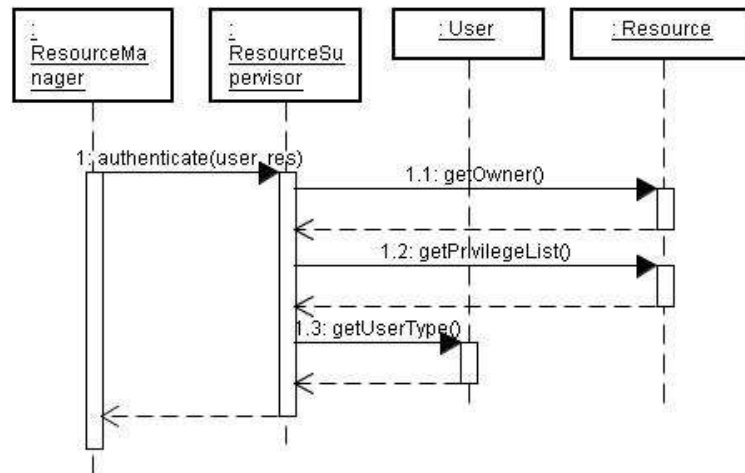 :
ResourceMa
nager
:
ResourceSu
pervisor
: User
: Resource
1: authenticate(user, res)
1.1: getOwner()
1.2: getPrivilegeList()
1.3: getUserType()